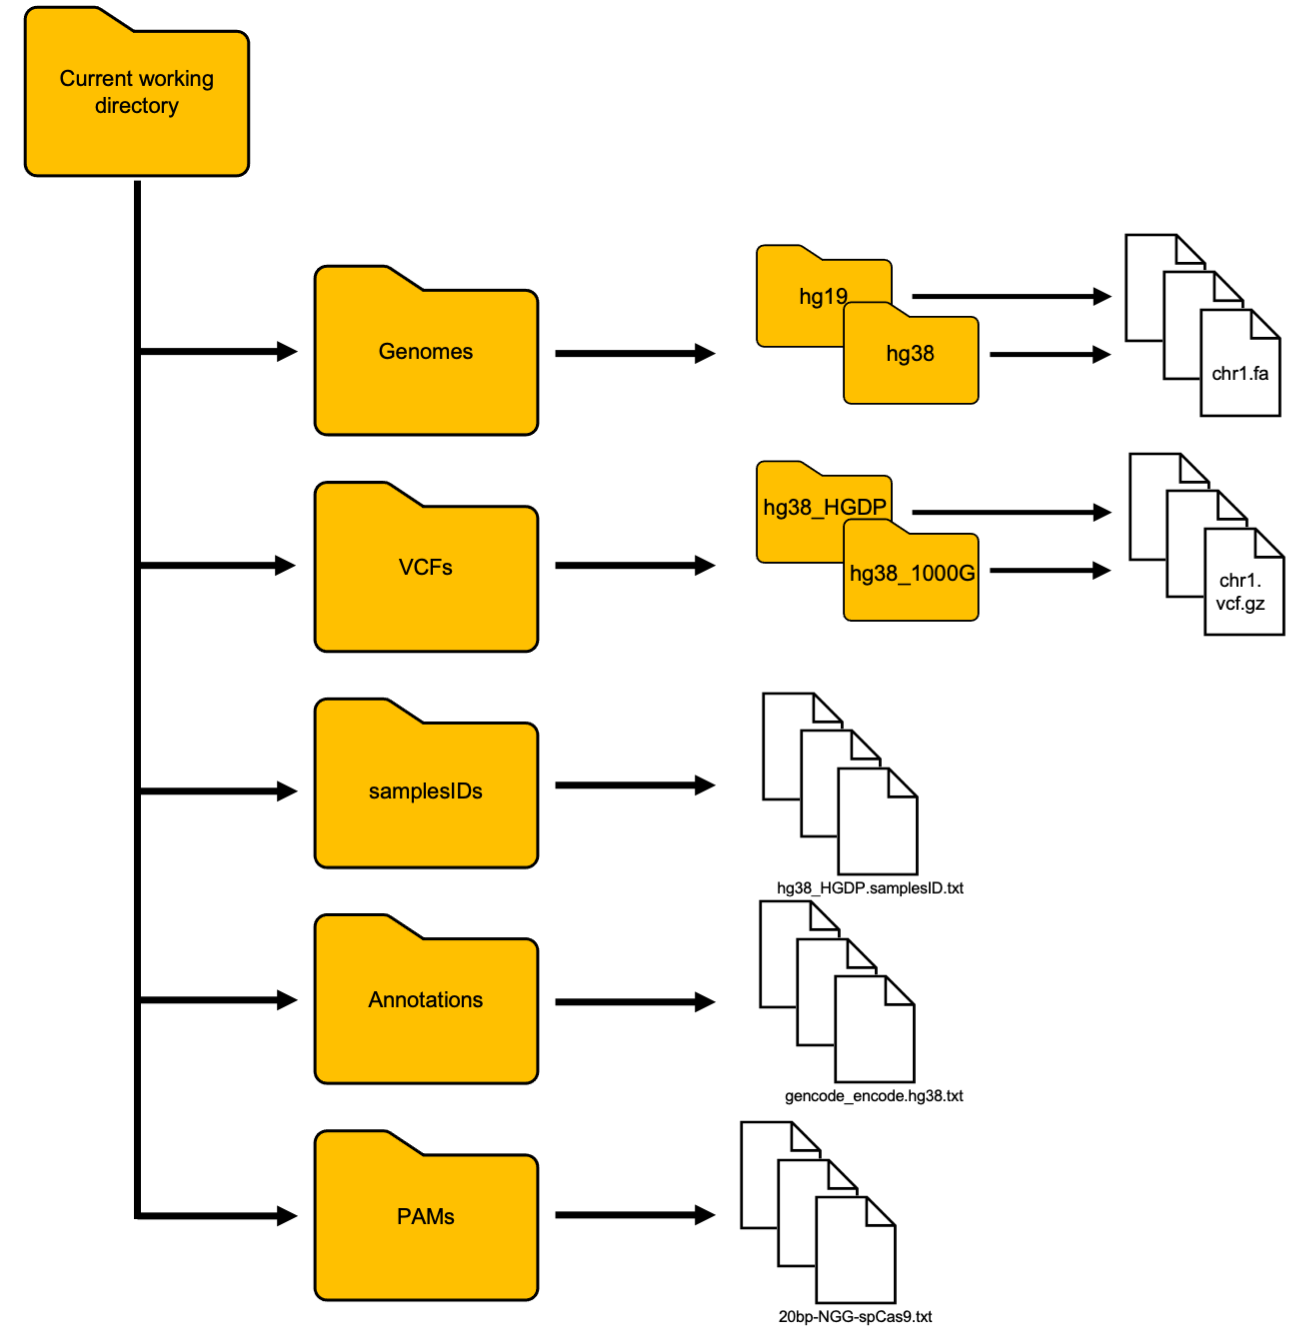 Current working
directory
Genomes
hg19
hg38
chr1.fa
VCFs
hg38_HGDP
hg38_1000G
chr1.
vcf.gz
samplesIDs
hg38_HGDP.samplesID.txt
Annotations
gencode_encode.hg38.txt
PAMs
20bp-NGG-spCas9.txt